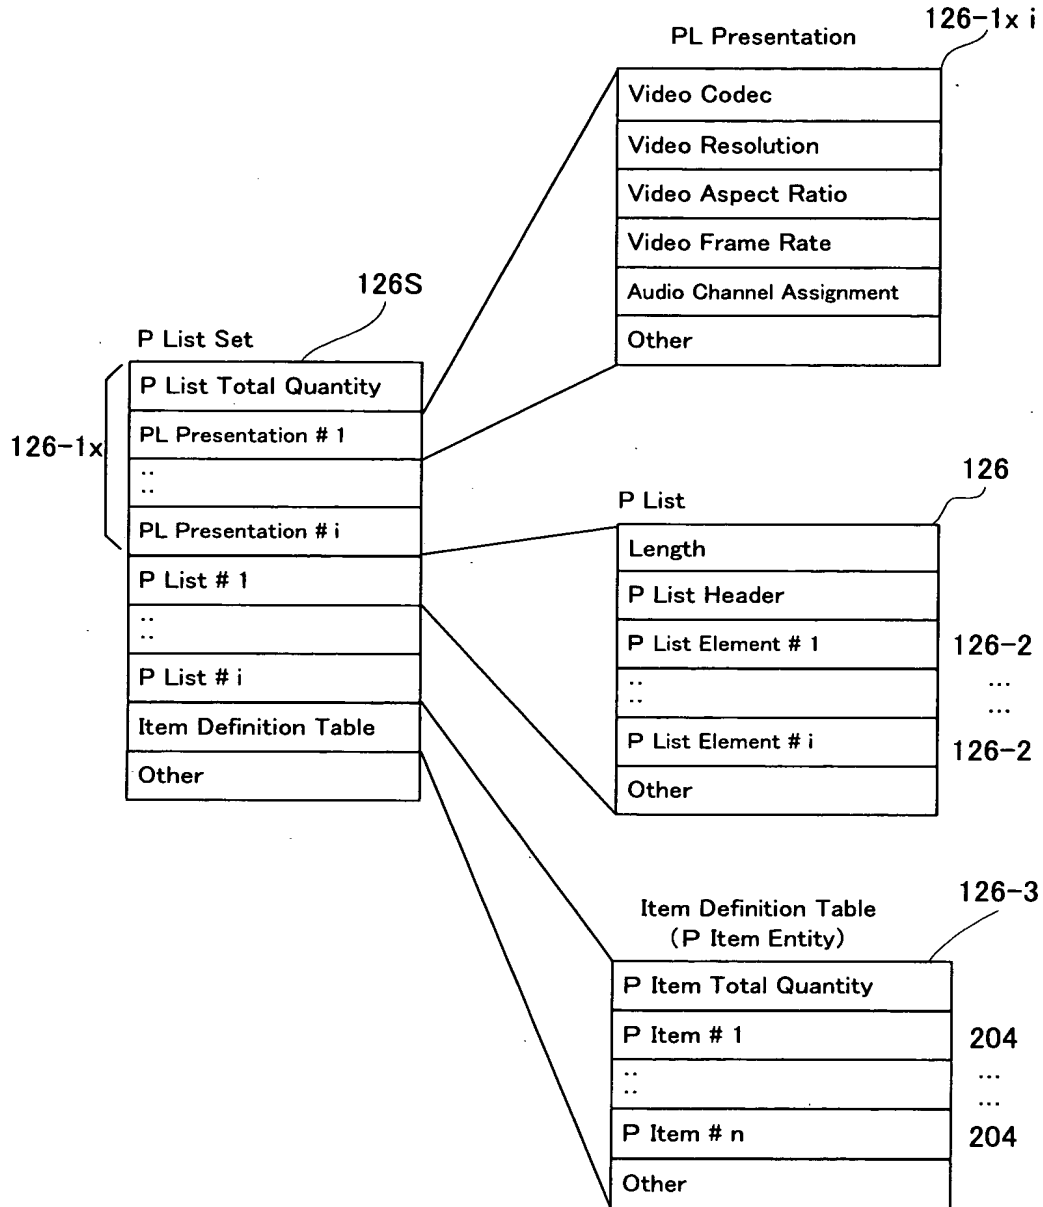 126-1x i
PL Presentation
Video Codec
Video Resolution
Video Aspect Ratio
Video Frame Rate
Audio Channel Assignment
Other
126S
P List Set
P List Total Quantity
PL Presentation # 1
::
PL Presentation # i
P List # 1
::
P List # i
Item Definition Table
Other
126-1x
126
P List
Length
P List Header
P List Element # 1 126-2
:: ...
...
P List Element # i 126-2
Other
126-3
Item Definition Table
(P Item Entity)
P Item Total Quantity
P Item # 1 204
:: ...
...
P Item # n 204
Other